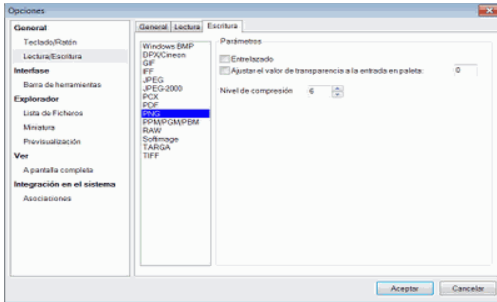 Opciones
General
Teclado/Ratón
Lectura/Escritura
Interfase
Barra de herramientas
Explorador
Lista de Ficheros
Miniatura
Previsualización
Ver
A pantalla completa
Integración en el sistema
Asociaciones
General Lectura Escritura
Windows BMP
DPX/Cineon
GIF
IFF
JPEG
JPEG-2000
PCX
PDF
PNG
PPM/PGM/PBM
RAW
Softimage
TARGA
TIFF
Parámetros
Entrelazado
Ajustar el valor de transparencia a la entrada en paleta: 0
Nivel de compresión 6
Aceptar Cancelar